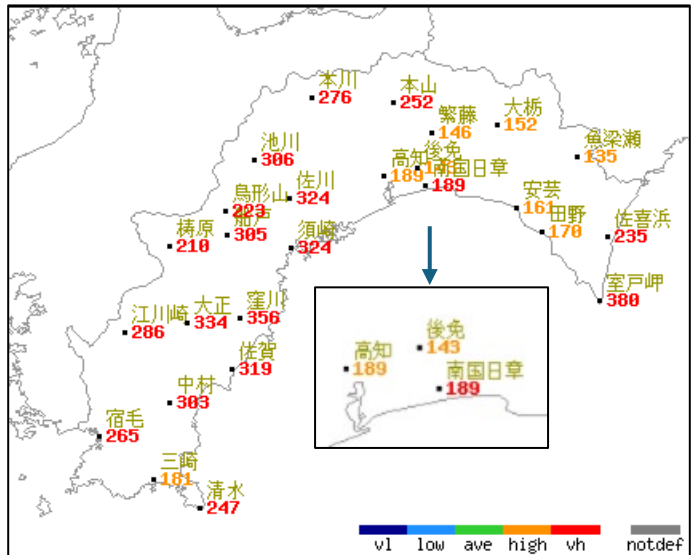 本川
276
本山
252
繁藤
146
大栃
152
魚梁瀬
135
池川
306
高知
189
後免
南国日章
189
佐川
324
鳥形山
223
船戸
305
梼原
210
須崎
324
安芸
161
田野
170
佐喜浜
235
室戸岬
380
江川崎
286
大正
334
窪川
356
佐賀
319
中村
303
宿毛
265
三崎
181
清水
247
後免
143
高知
189
南国日章
189
vl low ave high vh notdef